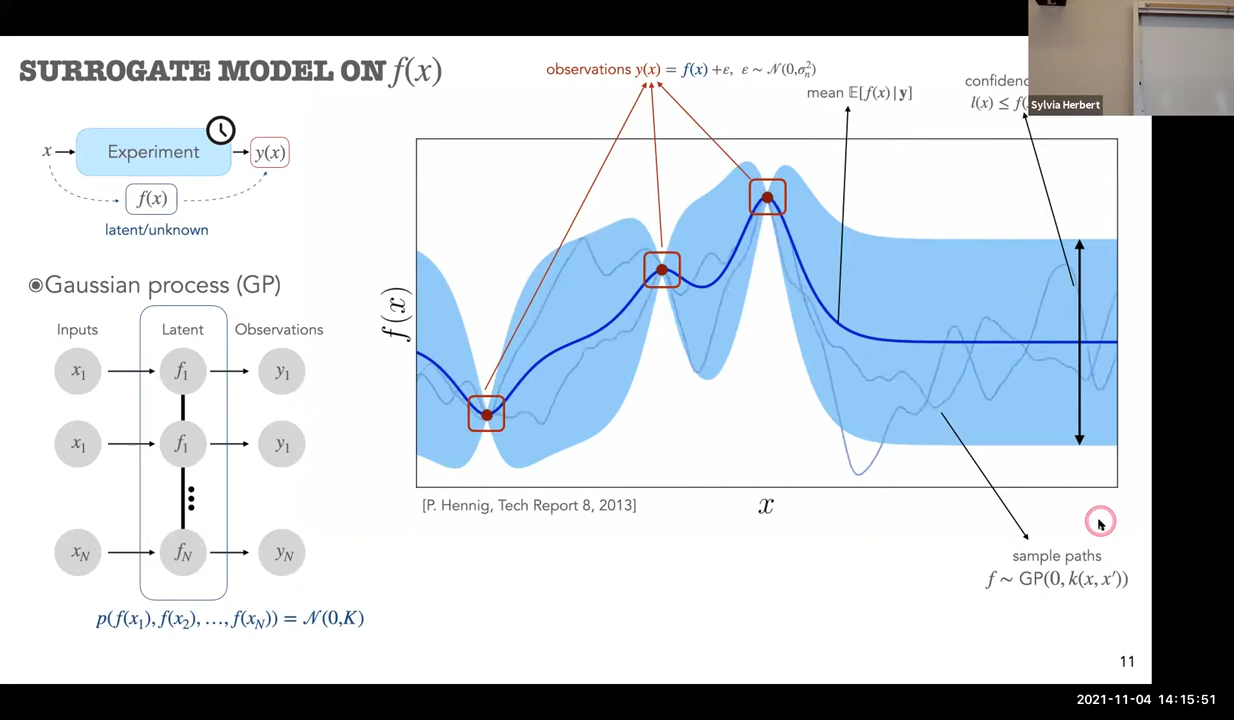 SURROGATE MODEL ON f(x)
observations y(x) = f(x) + ε, ε ~ 𝒩(0,σₙ²)
mean 𝔼[f(x) | y]
l(x) ≤
Sylvia Herbert
x
Experiment
y(x)
f(x)
latent/unknown
Gaussian process (GP)
Inputs Latent Observations
x₁ f₁ y₁
x₁ f₁ y₁
x_N f_N y_N
p(f(x₁), f(x₂), …, f(x_N)) = 𝒩(0,K)
f(x)
x
[P. Hennig, Tech Report 8, 2013]
sample paths
f ~ GP(0, k(x, x′))
11
2021-11-04 14:15:51